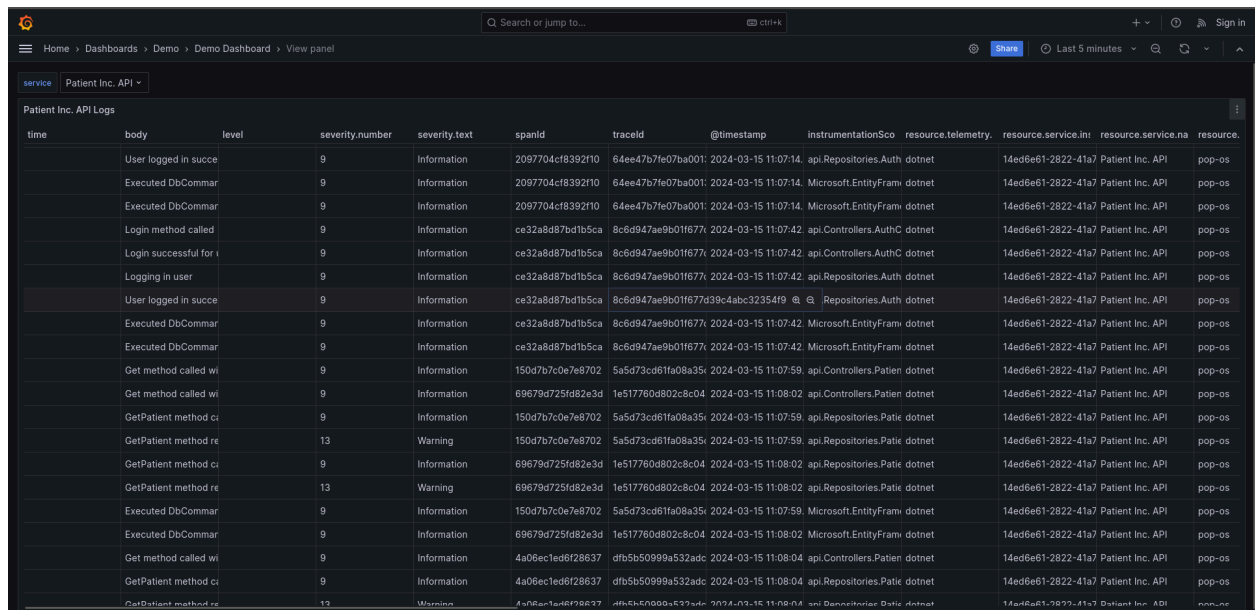 Search or jump to... ctrl+k Sign in
Home › Dashboards › Demo › Demo Dashboard › View panel Share Last 5 minutes
service Patient Inc. API
Patient Inc. API Logs
time body level severity.number severity.text spanId traceId @timestamp instrumentationSco resource.telemetry. resource.service.in resource.service.na resource.
User logged in succe 9 Information 2097704cf8392f10 64ee47b7fe07ba001 2024-03-15 11:07:14. api.Repositories.Auth dotnet 14ed6e61-2822-41a7 Patient Inc. API pop-os
Executed DbCommar 9 Information 2097704cf8392f10 64ee47b7fe07ba001 2024-03-15 11:07:14. Microsoft.EntityFram dotnet 14ed6e61-2822-41a7 Patient Inc. API pop-os
Executed DbCommar 9 Information 2097704cf8392f10 64ee47b7fe07ba001 2024-03-15 11:07:14. Microsoft.EntityFram dotnet 14ed6e61-2822-41a7 Patient Inc. API pop-os
Login method called 9 Information ce32a8d87bd1b5ca 8c6d947ae9b01f677 2024-03-15 11:07:42. api.Controllers.AuthC dotnet 14ed6e61-2822-41a7 Patient Inc. API pop-os
Login successful for 9 Information ce32a8d87bd1b5ca 8c6d947ae9b01f677 2024-03-15 11:07:42. api.Controllers.AuthC dotnet 14ed6e61-2822-41a7 Patient Inc. API pop-os
Logging in user 9 Information ce32a8d87bd1b5ca 8c6d947ae9b01f677 2024-03-15 11:07:42. api.Repositories.Auth dotnet 14ed6e61-2822-41a7 Patient Inc. API pop-os
User logged in succe 9 Information ce32a8d87bd1b5ca 8c6d947ae9b01f677d39c4abc32354f9 .Repositories.Auth dotnet 14ed6e61-2822-41a7 Patient Inc. API pop-os
Executed DbCommar 9 Information ce32a8d87bd1b5ca 8c6d947ae9b01f677 2024-03-15 11:07:42. Microsoft.EntityFram dotnet 14ed6e61-2822-41a7 Patient Inc. API pop-os
Executed DbCommar 9 Information ce32a8d87bd1b5ca 8c6d947ae9b01f677 2024-03-15 11:07:42. Microsoft.EntityFram dotnet 14ed6e61-2822-41a7 Patient Inc. API pop-os
Get method called wi 9 Information 150d7b7c0e7e8702 5a5d73cd61fa08a35 2024-03-15 11:07:59. api.Controllers.Patien dotnet 14ed6e61-2822-41a7 Patient Inc. API pop-os
Get method called wi 9 Information 69679d725fd82e3d 1e517760d802c8c04 2024-03-15 11:08:02 api.Controllers.Patien dotnet 14ed6e61-2822-41a7 Patient Inc. API pop-os
GetPatient method ca 9 Information 150d7b7c0e7e8702 5a5d73cd61fa08a35 2024-03-15 11:07:59. api.Repositories.Patie dotnet 14ed6e61-2822-41a7 Patient Inc. API pop-os
GetPatient method re 13 Warning 150d7b7c0e7e8702 5a5d73cd61fa08a35 2024-03-15 11:07:59. api.Repositories.Patie dotnet 14ed6e61-2822-41a7 Patient Inc. API pop-os
GetPatient method ca 9 Information 69679d725fd82e3d 1e517760d802c8c04 2024-03-15 11:08:02 api.Repositories.Patie dotnet 14ed6e61-2822-41a7 Patient Inc. API pop-os
GetPatient method re 13 Warning 69679d725fd82e3d 1e517760d802c8c04 2024-03-15 11:08:02 api.Repositories.Patie dotnet 14ed6e61-2822-41a7 Patient Inc. API pop-os
Executed DbCommar 9 Information 150d7b7c0e7e8702 5a5d73cd61fa08a35 2024-03-15 11:07:59. Microsoft.EntityFram dotnet 14ed6e61-2822-41a7 Patient Inc. API pop-os
Executed DbCommar 9 Information 69679d725fd82e3d 1e517760d802c8c04 2024-03-15 11:08:02 Microsoft.EntityFram dotnet 14ed6e61-2822-41a7 Patient Inc. API pop-os
Get method called wi 9 Information 4a06ec1ed6f28637 dfb5b50999a532adc 2024-03-15 11:08:04 api.Controllers.Patien dotnet 14ed6e61-2822-41a7 Patient Inc. API pop-os
GetPatient method ca 9 Information 4a06ec1ed6f28637 dfb5b50999a532adc 2024-03-15 11:08:04 api.Repositories.Patie dotnet 14ed6e61-2822-41a7 Patient Inc. API pop-os
GetPatient method re 13 Warning 4a06ec1ed6f28637 dfb5b50999a532adc 2024-03-15 11:08:04 api.Repositories.Patie dotnet 14ed6e61-2822-41a7 Patient Inc. API pop-os